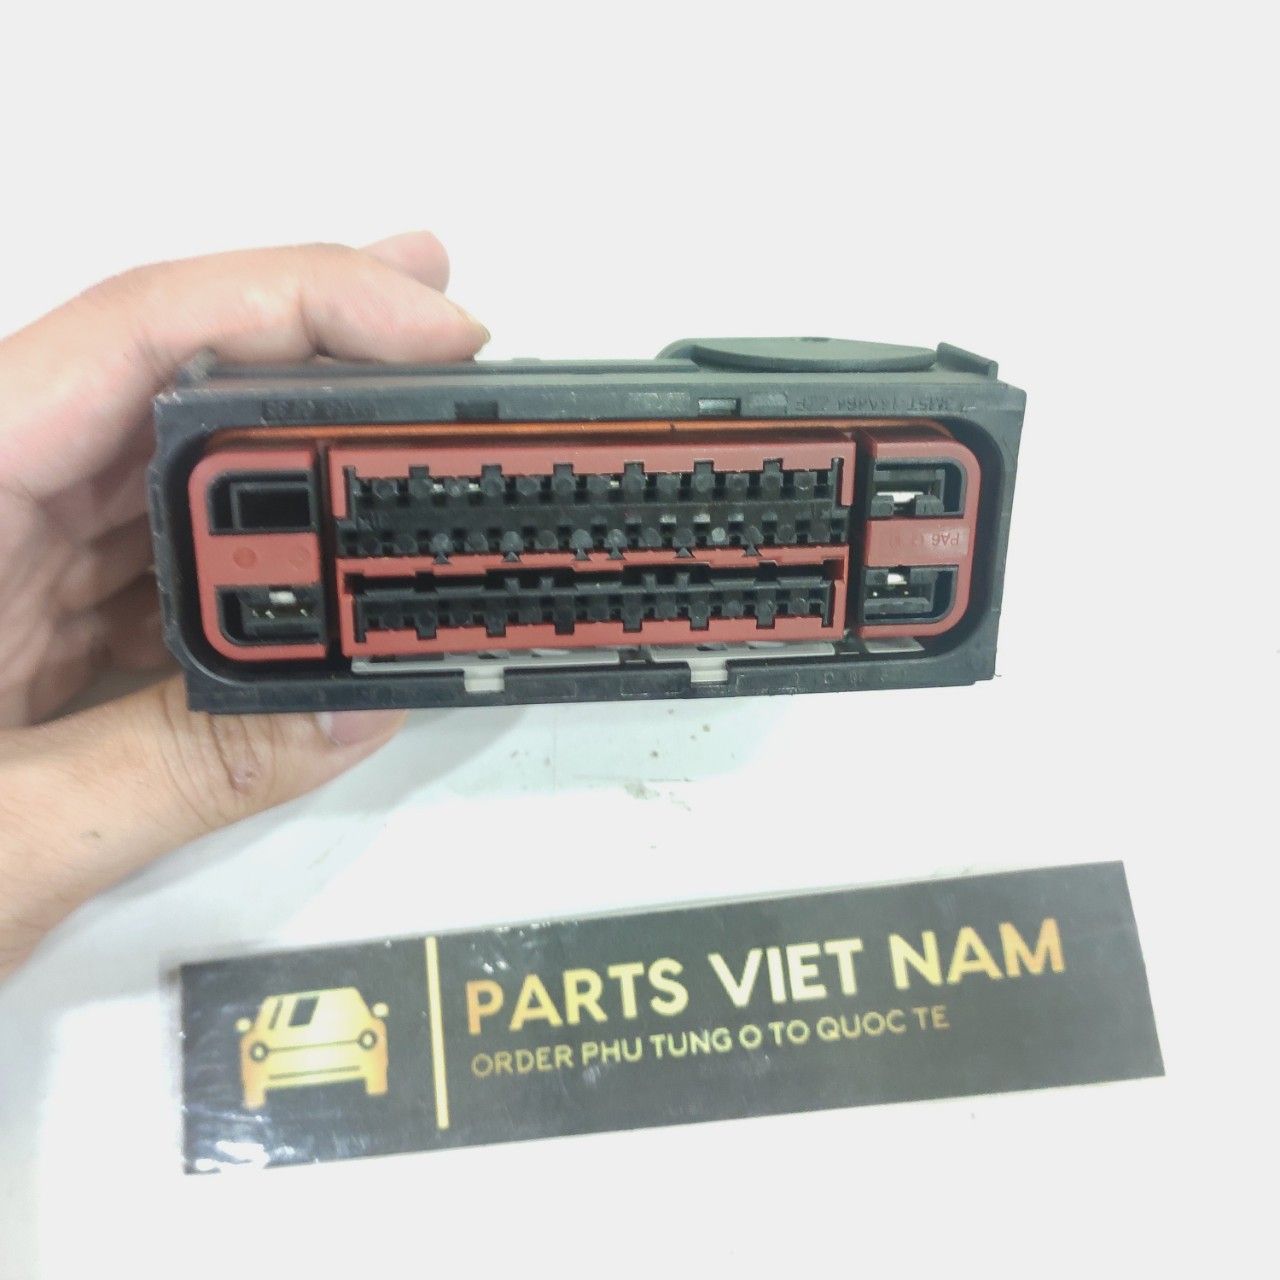 PARTS VIET NAM
ORDER PHU TUNG O TO QUOC TE